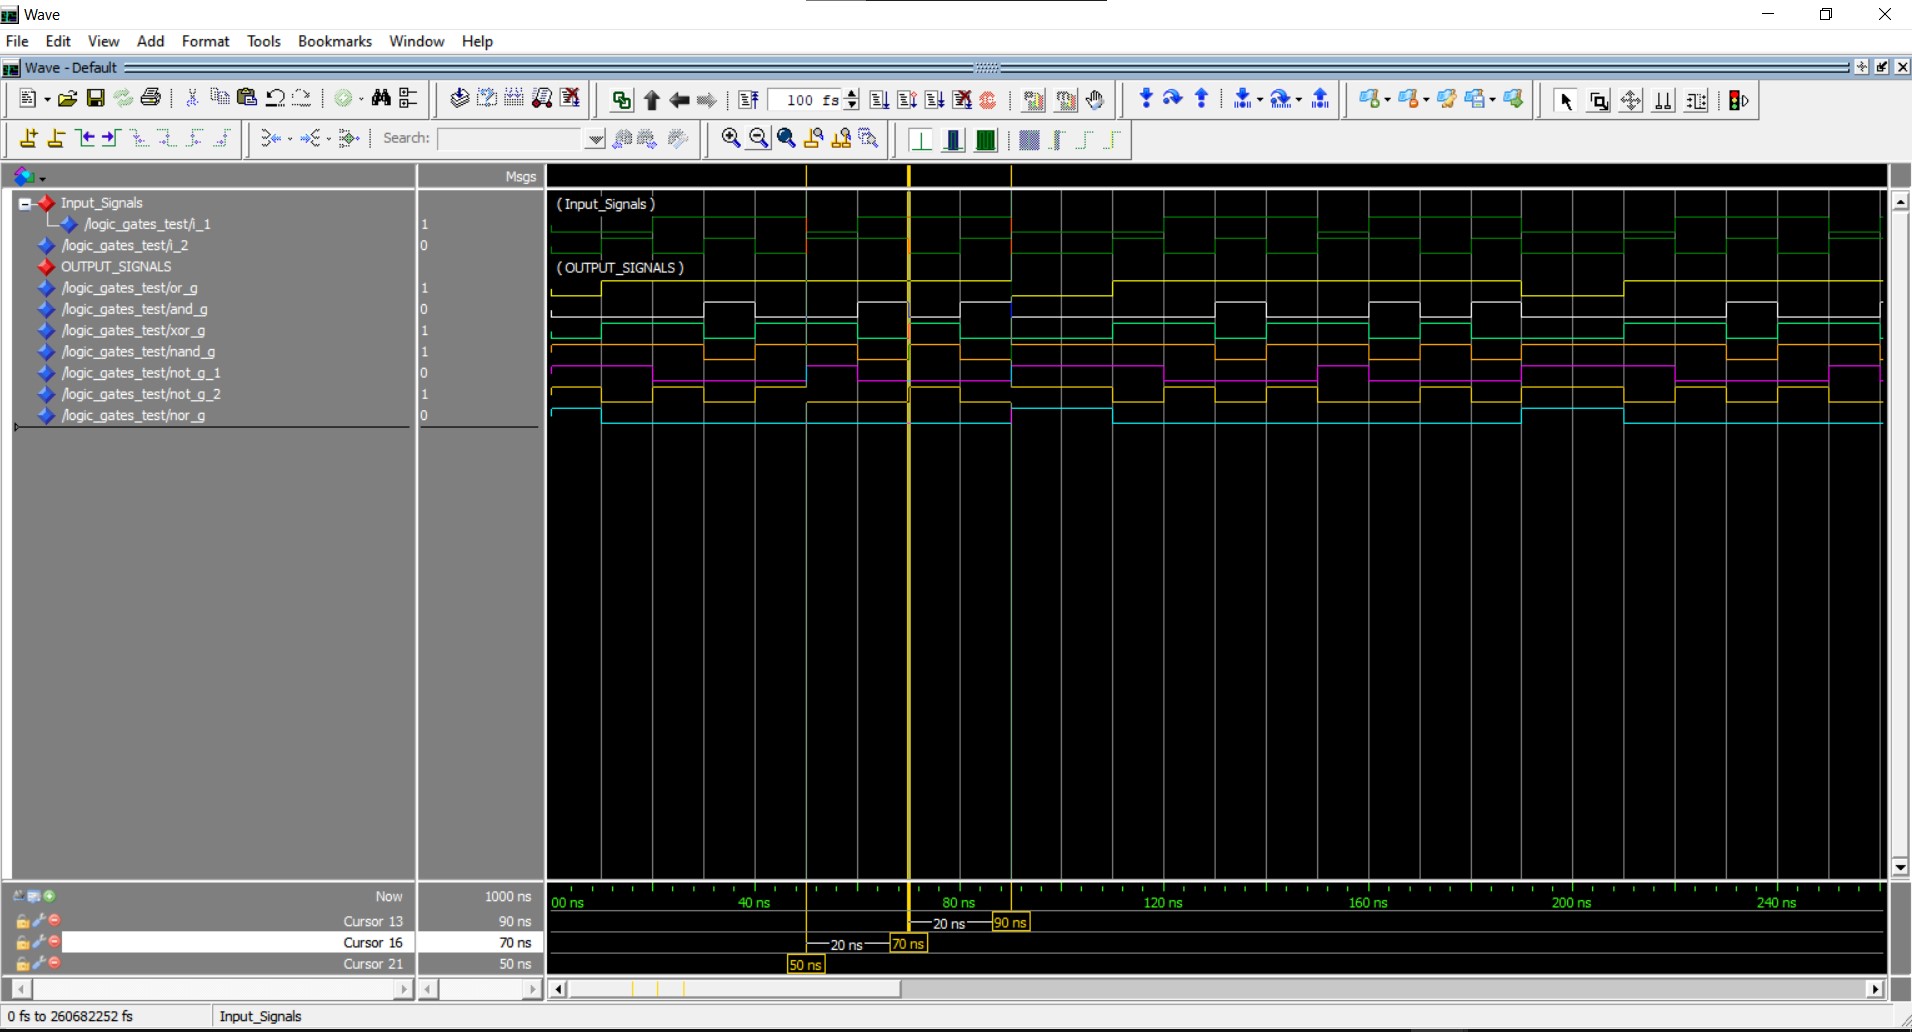 Wave
File Edit View Add Format Tools Bookmarks Window Help
Wave - Default
100 fs
Search:
Msgs
Input_Signals
/logic_gates_test/i_1 1
/logic_gates_test/i_2 0
OUTPUT_SIGNALS
/logic_gates_test/or_g 1
/logic_gates_test/and_g 0
/logic_gates_test/xor_g 1
/logic_gates_test/nand_g 1
/logic_gates_test/not_g_1 0
/logic_gates_test/not_g_2 1
/logic_gates_test/nor_g 0
( Input_Signals )
( OUTPUT_SIGNALS )
Now 1000 ns
00 ns 40 ns 80 ns 120 ns 160 ns 200 ns 240 ns
Cursor 13 90 ns
20 ns 90 ns
Cursor 16 70 ns
20 ns 70 ns
Cursor 21 50 ns
50 ns
0 fs to 260682252 fs Input_Signals